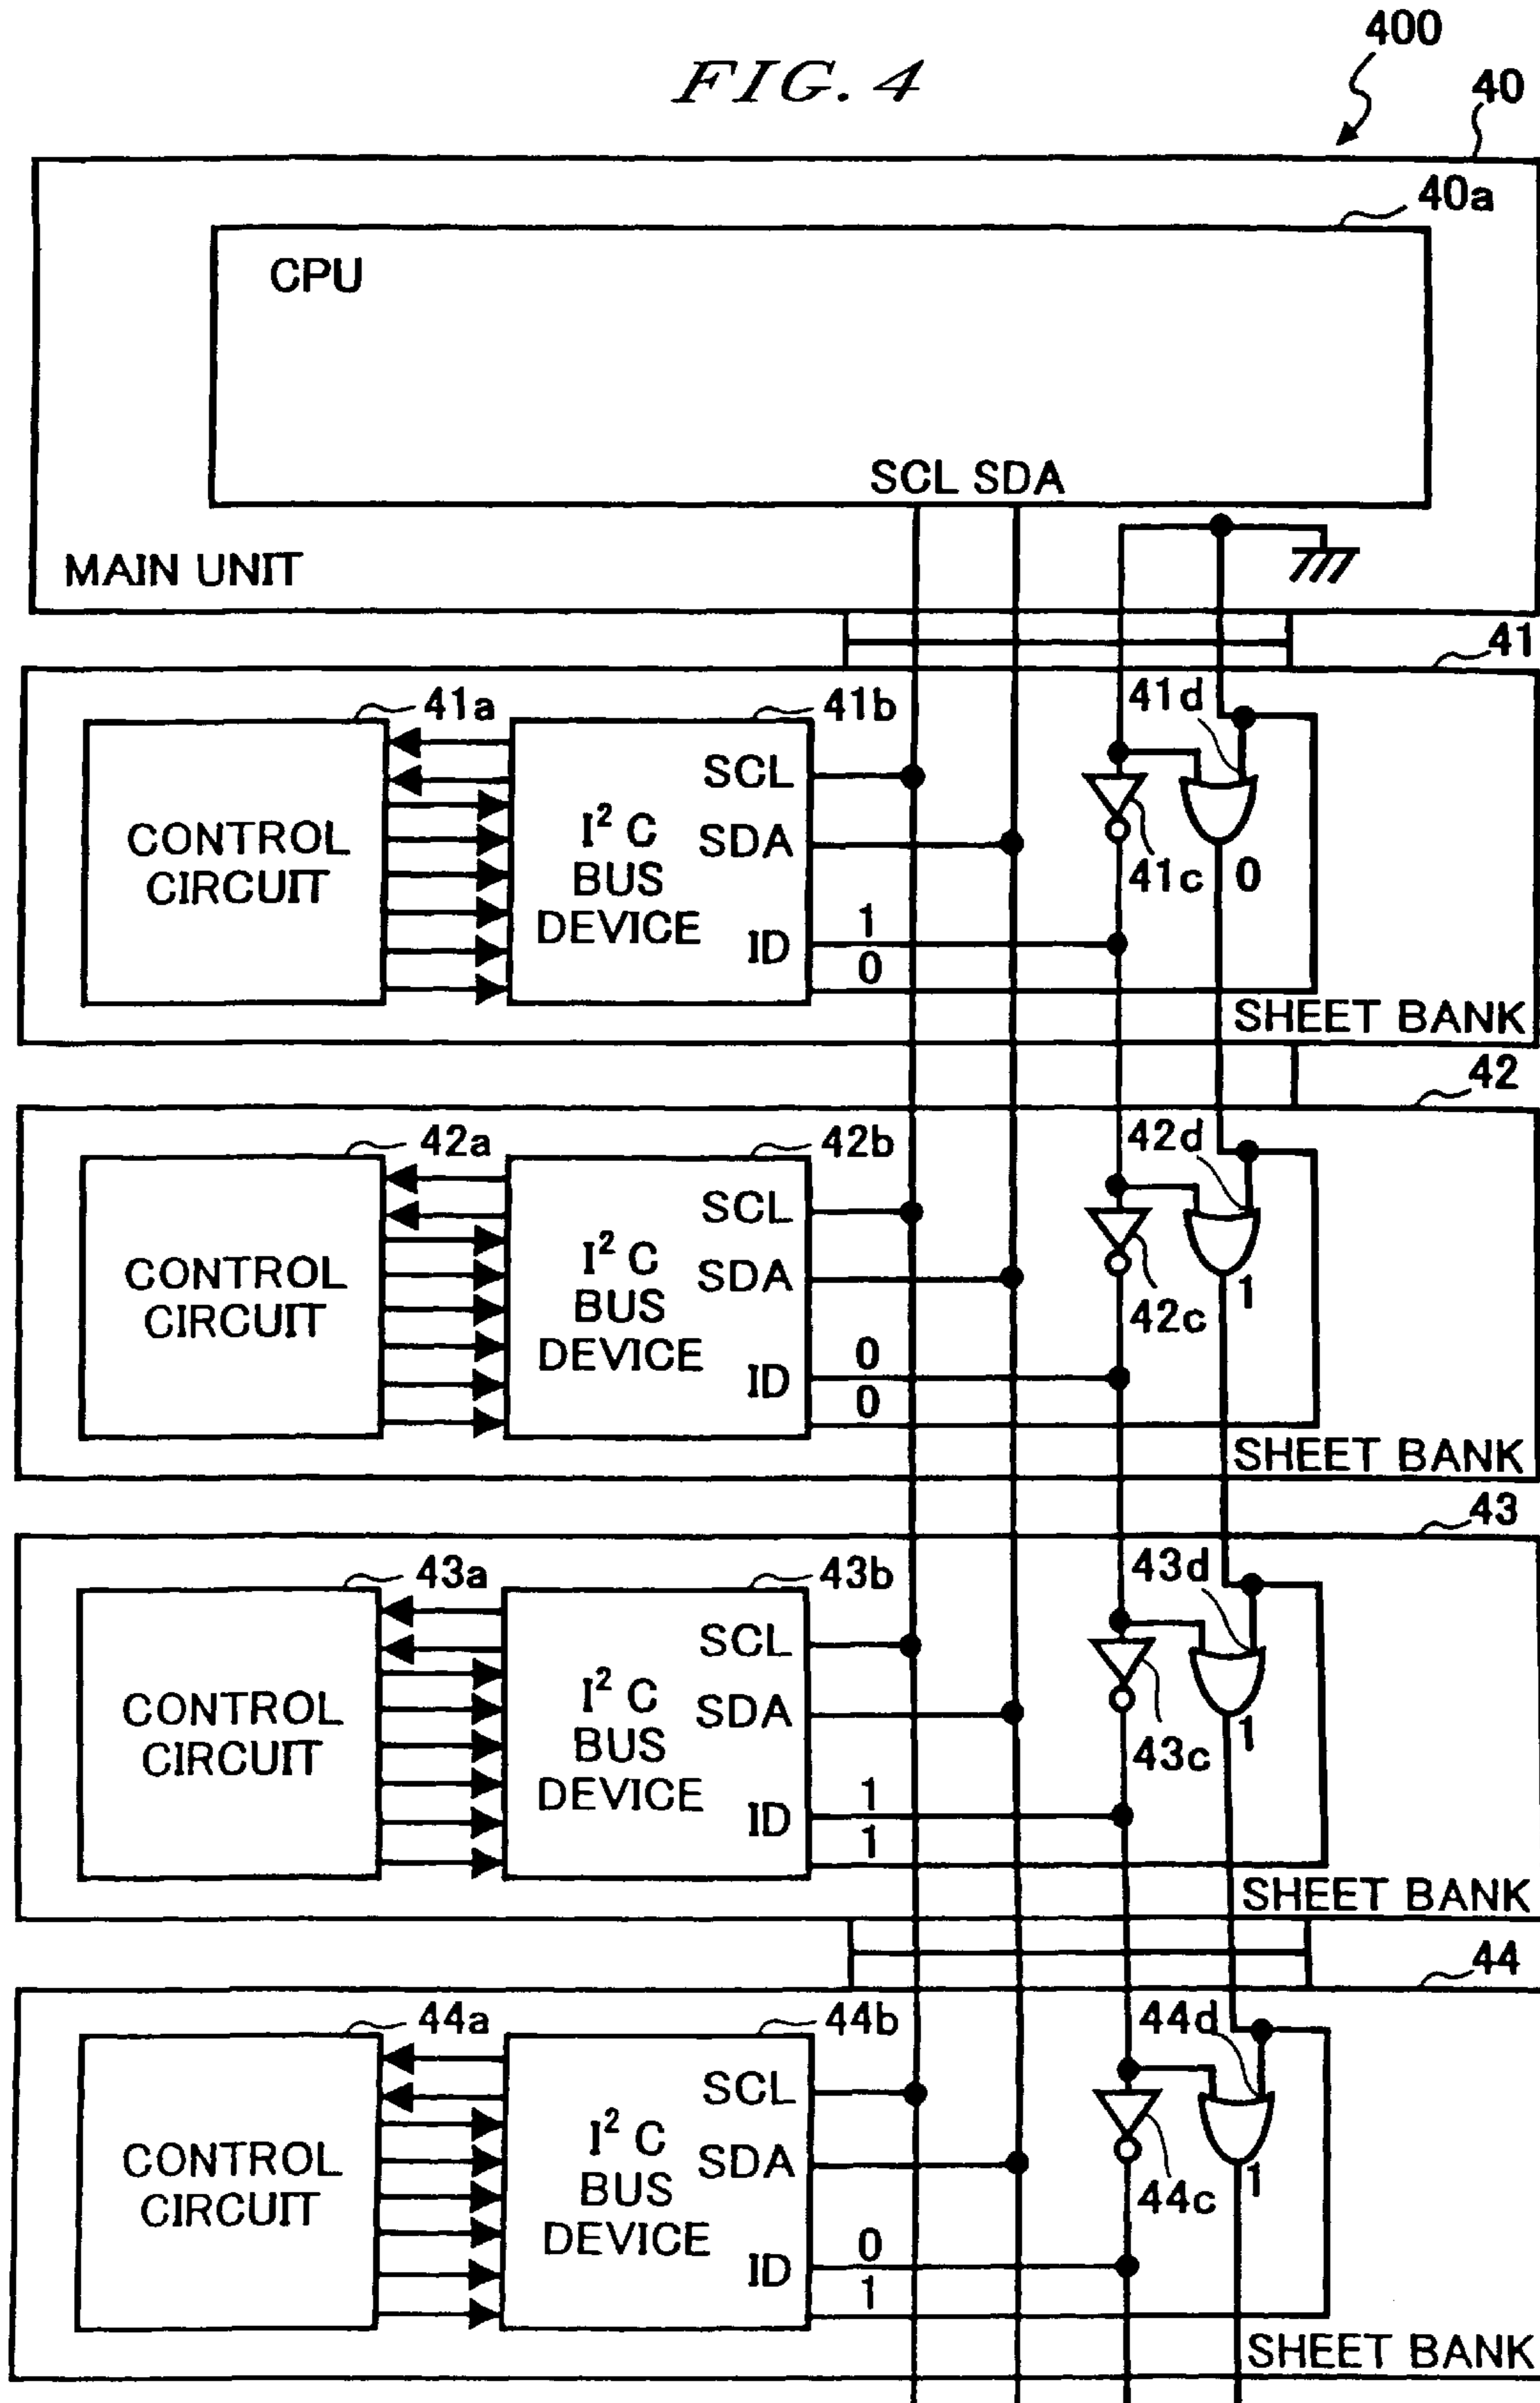 FIG. 4
400
40
40a
CPU
SCL SDA
MAIN UNIT
41
41a
41b
41d
CONTROL
CIRCUIT
I² C
BUS
DEVICE
SCL
SDA
ID
1
0
41c
0
SHEET BANK
42
42a
42b
42d
CONTROL
CIRCUIT
I² C
BUS
DEVICE
SCL
SDA
ID
0
0
42c
1
SHEET BANK
43
43a
43b
43d
CONTROL
CIRCUIT
I² C
BUS
DEVICE
SCL
SDA
ID
1
1
43c
1
SHEET BANK
44
44a
44b
44d
CONTROL
CIRCUIT
I² C
BUS
DEVICE
SCL
SDA
ID
0
1
44c
1
SHEET BANK